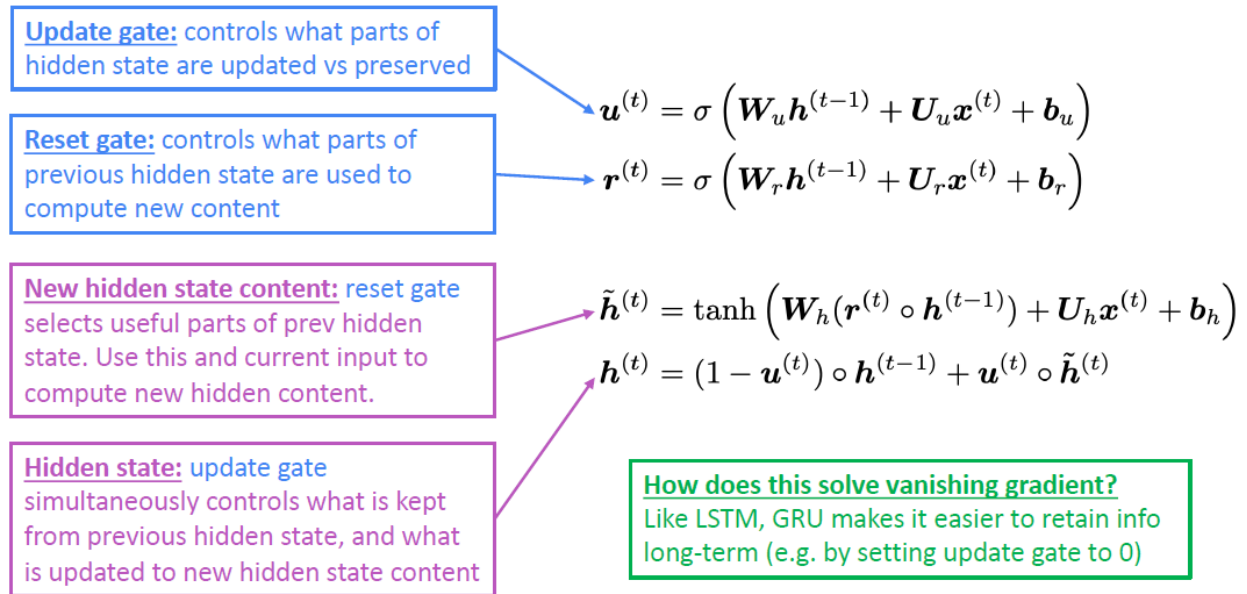 Update gate: controls what parts of
hidden state are updated vs preserved
Reset gate: controls what parts of
previous hidden state are used to
compute new content
𝒖⁽ᵗ⁾ = σ (𝑾ᵤ𝒉⁽ᵗ⁻¹⁾ + 𝑼ᵤ𝒙⁽ᵗ⁾ + 𝒃ᵤ)
𝒓⁽ᵗ⁾ = σ (𝑾ᵣ𝒉⁽ᵗ⁻¹⁾ + 𝑼ᵣ𝒙⁽ᵗ⁾ + 𝒃ᵣ)
New hidden state content: reset gate
selects useful parts of prev hidden
state. Use this and current input to
compute new hidden content.
𝒉̃⁽ᵗ⁾ = tanh (𝑾ₕ(𝒓⁽ᵗ⁾ ∘ 𝒉⁽ᵗ⁻¹⁾) + 𝑼ₕ𝒙⁽ᵗ⁾ + 𝒃ₕ)
𝒉⁽ᵗ⁾ = (1 − 𝒖⁽ᵗ⁾) ∘ 𝒉⁽ᵗ⁻¹⁾ + 𝒖⁽ᵗ⁾ ∘ 𝒉̃⁽ᵗ⁾
Hidden state: update gate
simultaneously controls what is kept
from previous hidden state, and what
is updated to new hidden state content
How does this solve vanishing gradient?
Like LSTM, GRU makes it easier to retain info
long-term (e.g. by setting update gate to 0)